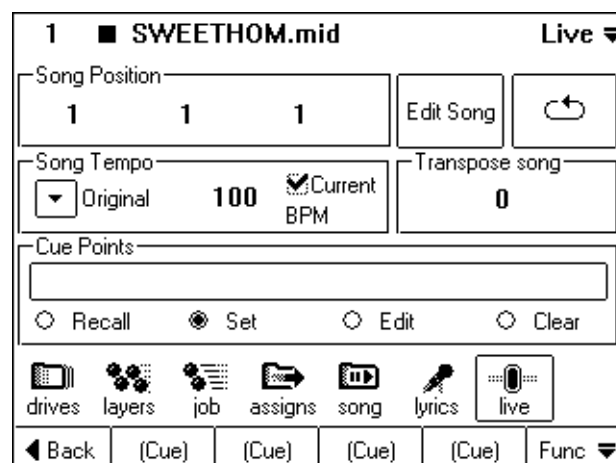 1 SWEETHOM.mid Live
Song Position
1 1 1
Edit Song
Song Tempo
Original 100 Current
BPM
Transpose song
0
Cue Points
Recall Set Edit Clear
drives layers job assigns song lyrics live
Back (Cue) (Cue) (Cue) (Cue) Func